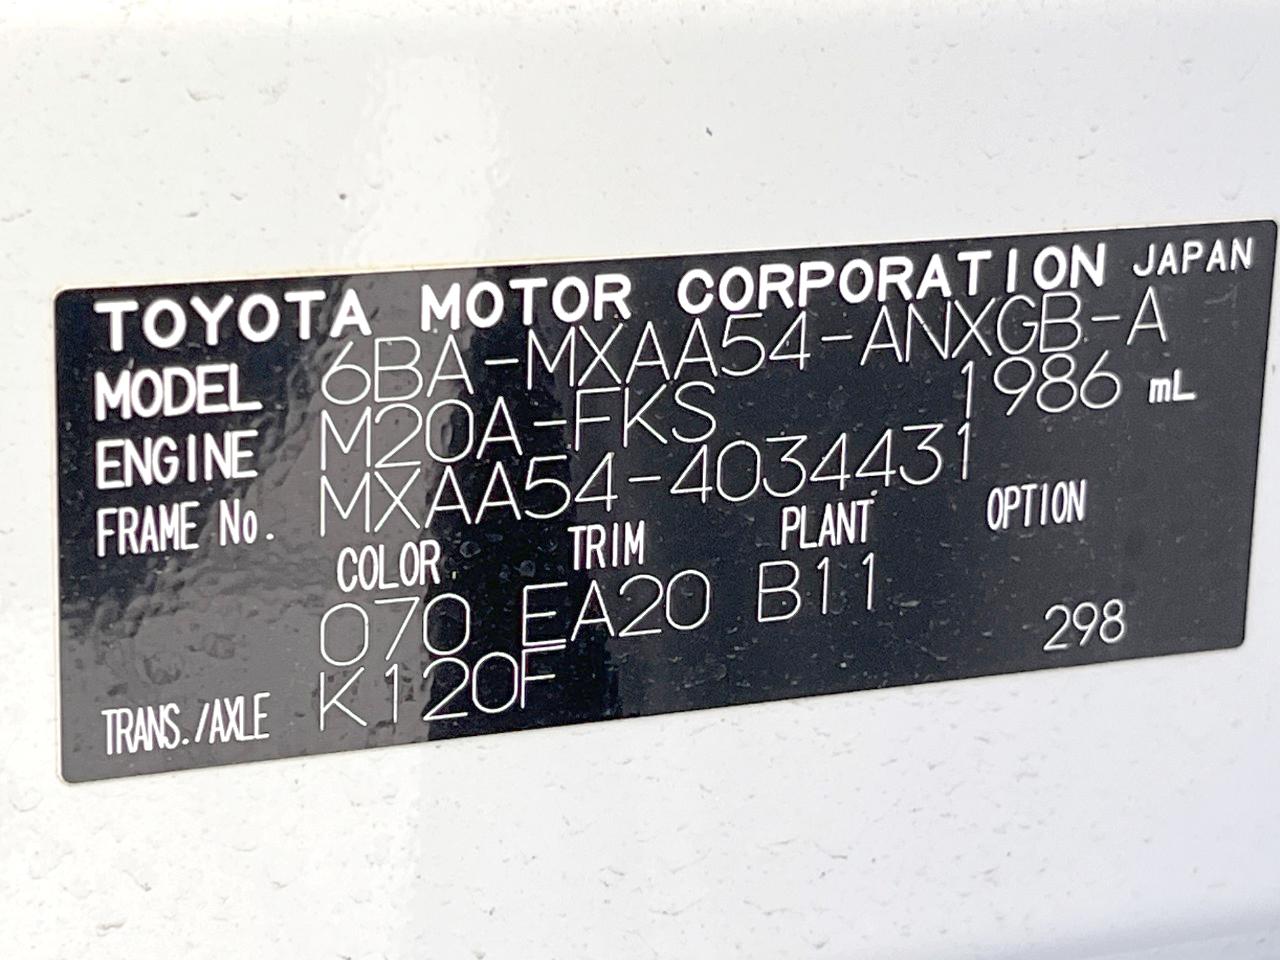 TOYOTA MOTOR CORPORATION JAPAN
MODEL 6BA-MXAA54-ANXGB-A
ENGINE M20A-FKS 1986 mL
FRAME No. MXAA54-4034431
COLOR TRIM PLANT OPTION
070 EA20 B11
TRANS./AXLE K120F 298